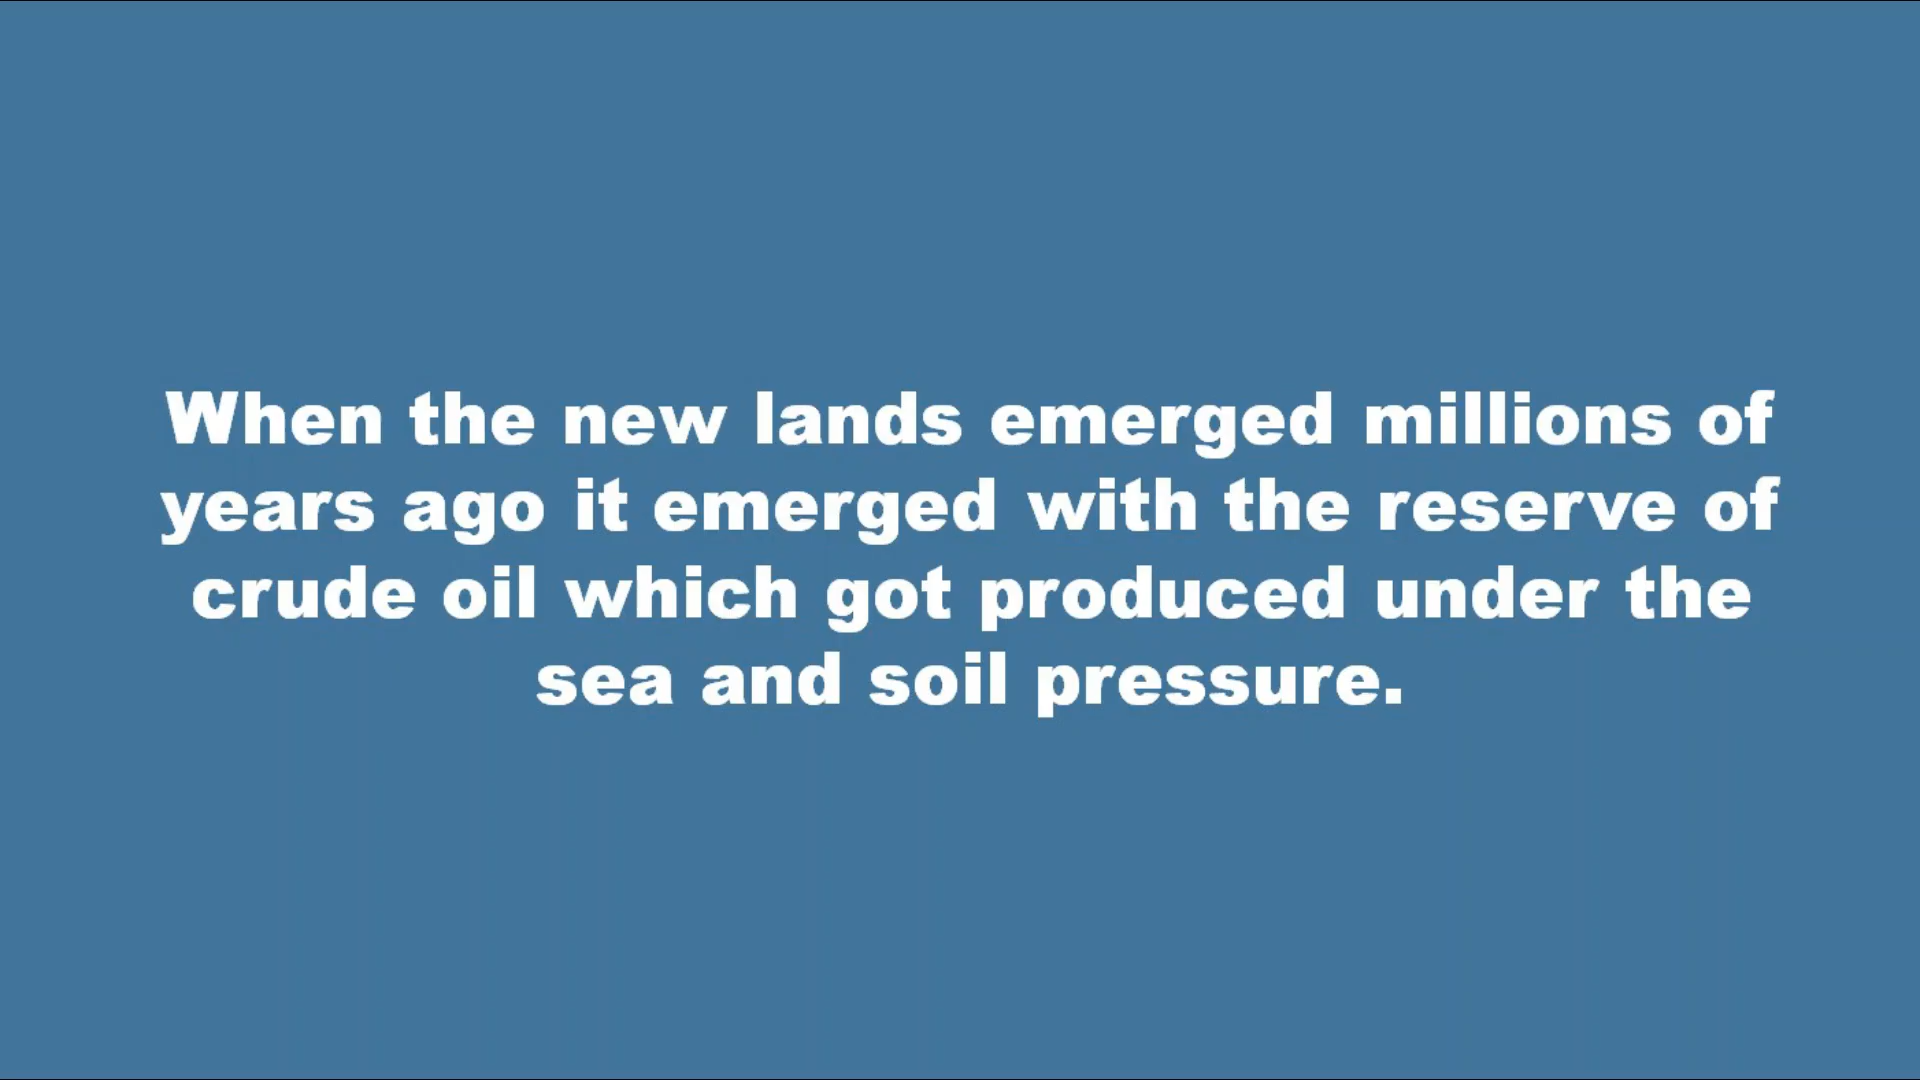 When the new lands emerged millions of
years ago it emerged with the reserve of
crude oil which got produced under the
sea and soil pressure.